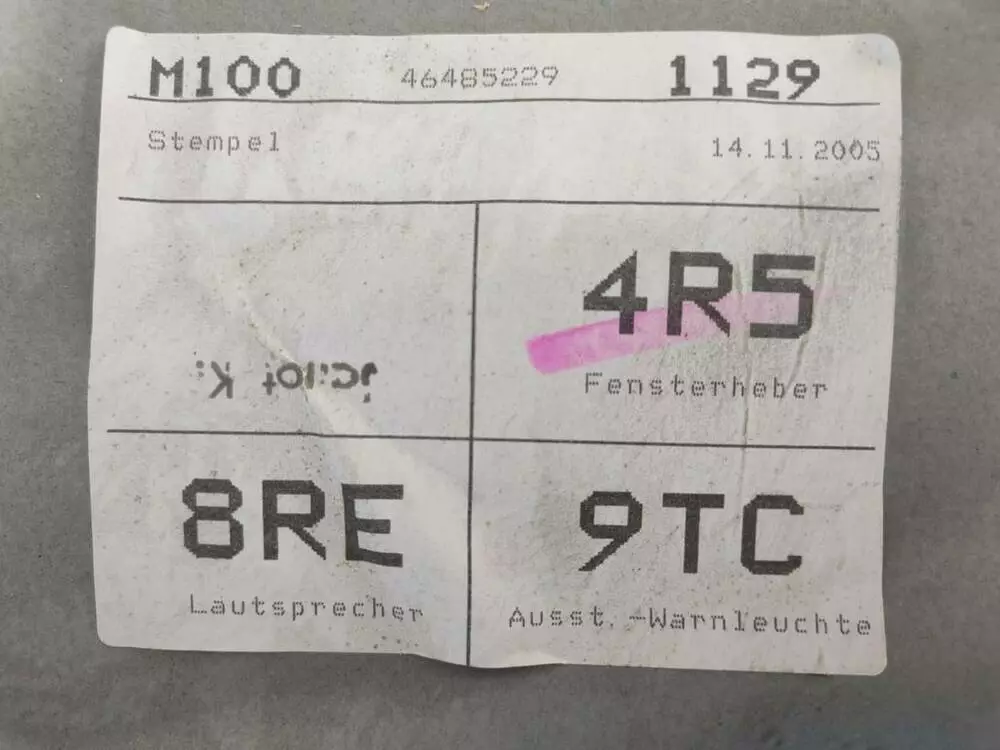 M100 46485229 1129
Stempel 14.11.2005
4R5
Fensterheber
8RE
Lautsprecher
9TC
Ausst.-Warnleuchte